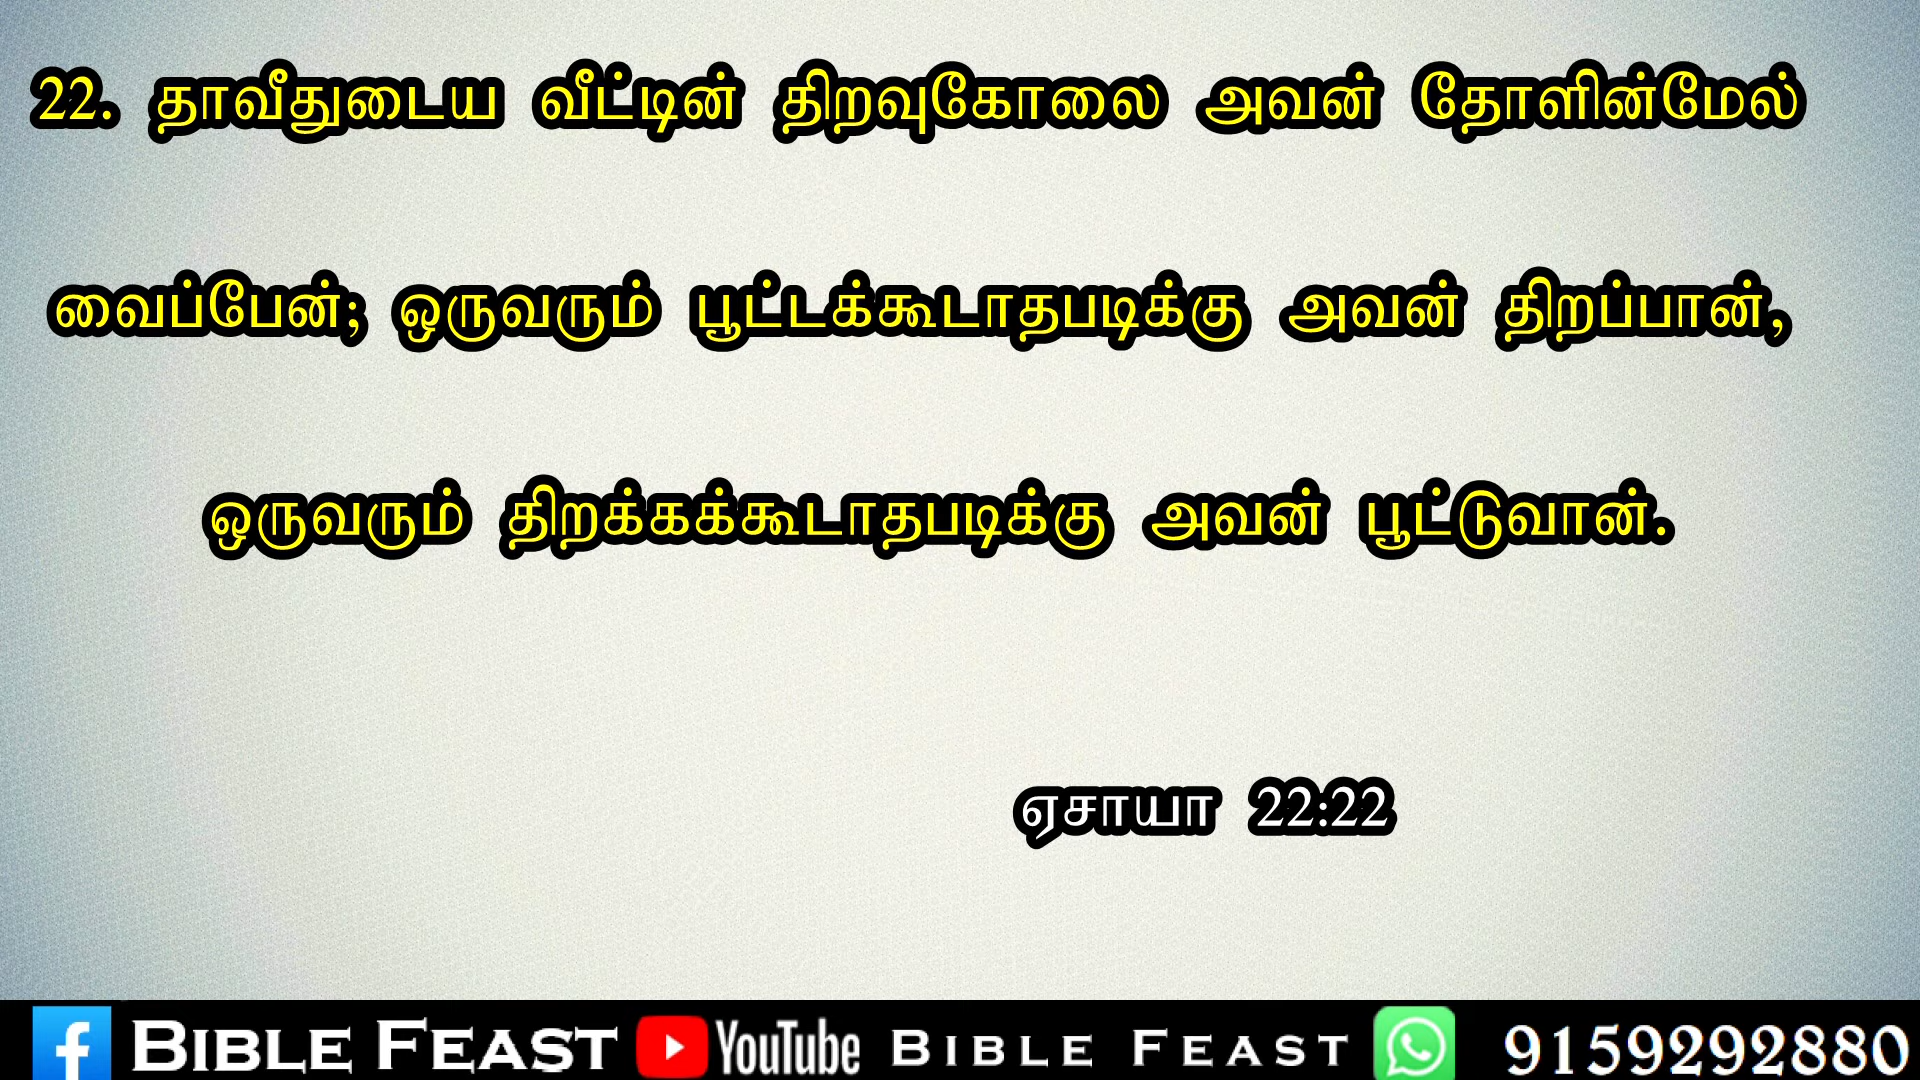 22. தாவீதுடைய வீட்டின் திறவுகோலை அவன் தோளின்மேல்
வைப்பேன்; ஒருவரும் பூட்டக்கூடாதபடிக்கு அவன் திறப்பான்,
ஒருவரும் திறக்கக்கூடாதபடிக்கு அவன் பூட்டுவான்.
ஏசாயா 22:22
BIBLE FEAST YouTube BIBLE FEAST 9159292880